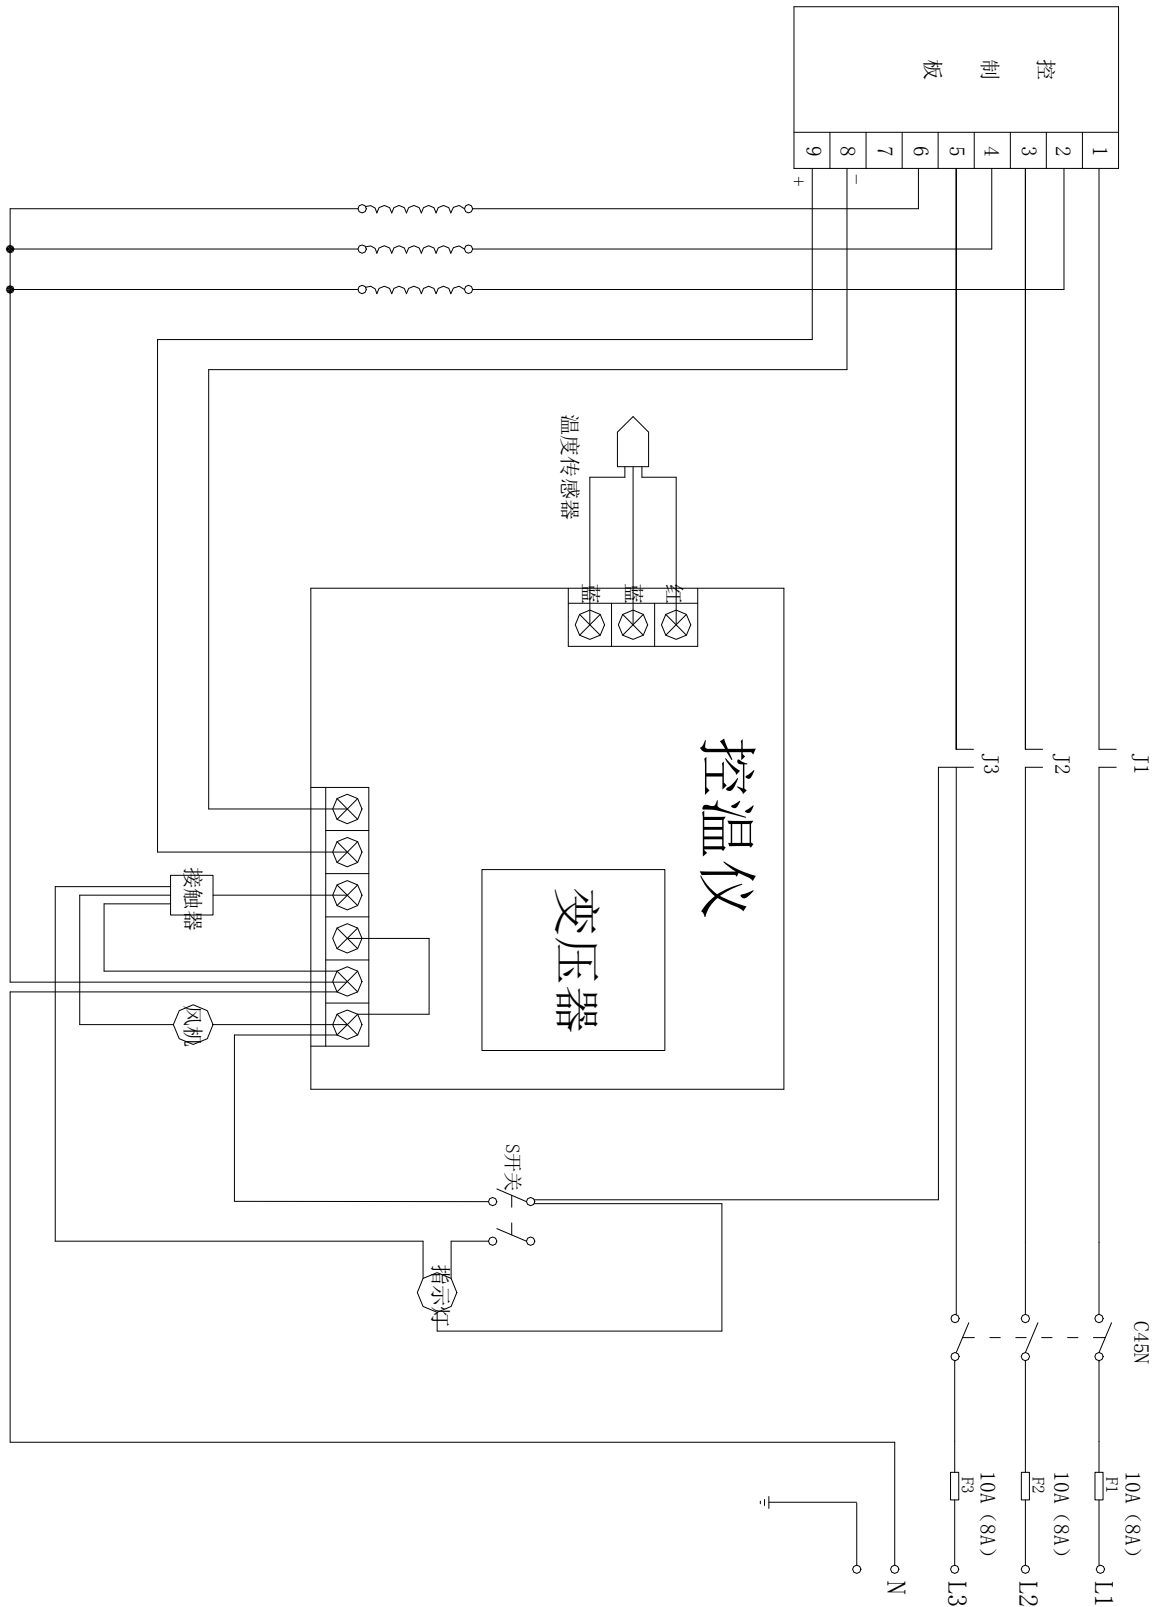 L1
L2
L3
N
10A (8A)
10A (8A)
10A (8A)
F1
F2
F3
C45N
S开关
指示灯
J1
J2
J3
控温仪
变压器
接触器
风机
红
蓝
蓝
温度传感器
控 制 板
1
2
3
4
5
6
7
8
9
-
+